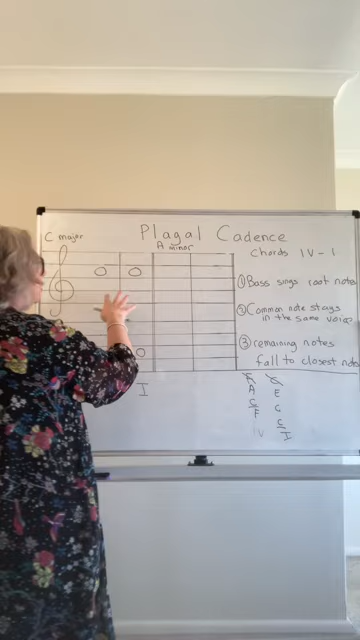 Plagal Cadence
C major
A minor
Chords IV - I
① Bass sings root note
② Common note stays
in the same voice
③ remaining notes
fall to closest note
I
A
E
C
G
F
C
IV
I